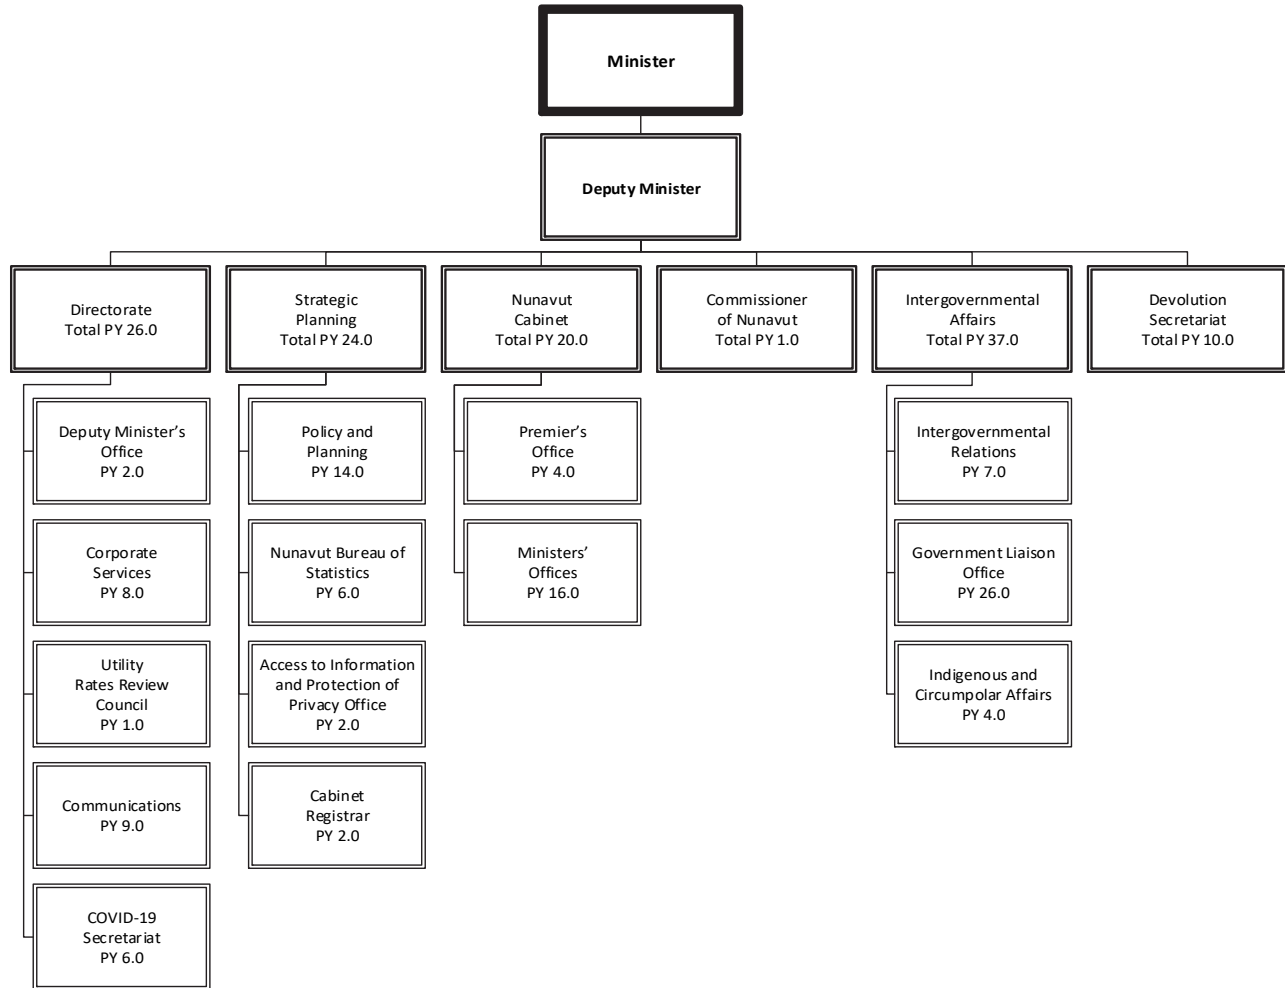 Minister
Deputy Minister
Directorate
Total PY 26.0
Strategic
Planning
Total PY 24.0
Nunavut
Cabinet
Total PY 20.0
Commissioner
of Nunavut
Total PY 1.0
Intergovernmental
Affairs
Total PY 37.0
Devolution
Secretariat
Total PY 10.0
Deputy Minister’s
Office
PY 2.0
Corporate
Services
PY 8.0
Utility
Rates Review
Council
PY 1.0
Communications
PY 9.0
COVID-19
Secretariat
PY 6.0
Policy and
Planning
PY 14.0
Nunavut Bureau of
Statistics
PY 6.0
Access to Information
and Protection of
Privacy Office
PY 2.0
Cabinet
Registrar
PY 2.0
Premier’s
Office
PY 4.0
Ministers’
Offices
PY 16.0
Intergovernmental
Relations
PY 7.0
Government Liaison
Office
PY 26.0
Indigenous and
Circumpolar Affairs
PY 4.0